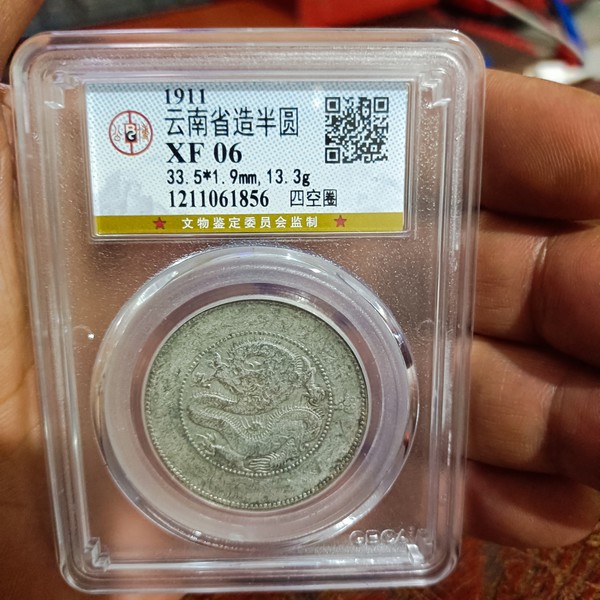 1911
云南省造半圆
XF 06
33.5*1.9mm,13.3g
1211061856 四空圈
★ 文物鉴定委员会监制 ★